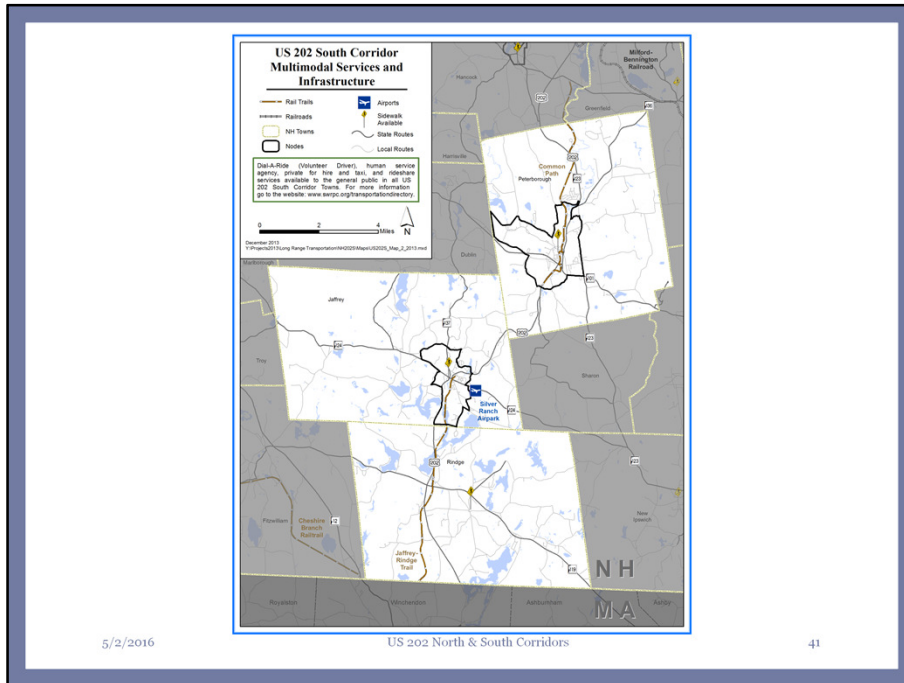 US 202 South Corridor
Multimodal Services and
Infrastructure
Rail Trails
Railroads
NH Towns
Nodes
Airports
Sidewalk
Available
State Routes
Local Routes
Dial-A-Ride (Volunteer Driver), human service
agency, private for hire and taxi, and rideshare
services available to the general public in all US
202 South Corridor Towns. For more information
go to the website: www.swrpc.org/transportationdirectory.
0 2 4
Miles
N
December 2013
Milford-
Bennington
Railroad
Hancock
202
Greenfield
Harrisville
202
Common
Path
Peterborough
Dublin
Marlborough
Jaffrey
202
Sharon
Troy
Silver
Ranch
Airpark
202
Rindge
Fitzwilliam
Cheshire
Branch
Railtrail
New
Ipswich
Jaffrey-
Rindge
Trail
NH
MA
Royalston
Winchendon
Ashburnham
Ashby
5/2/2016
US 202 North & South Corridors
41